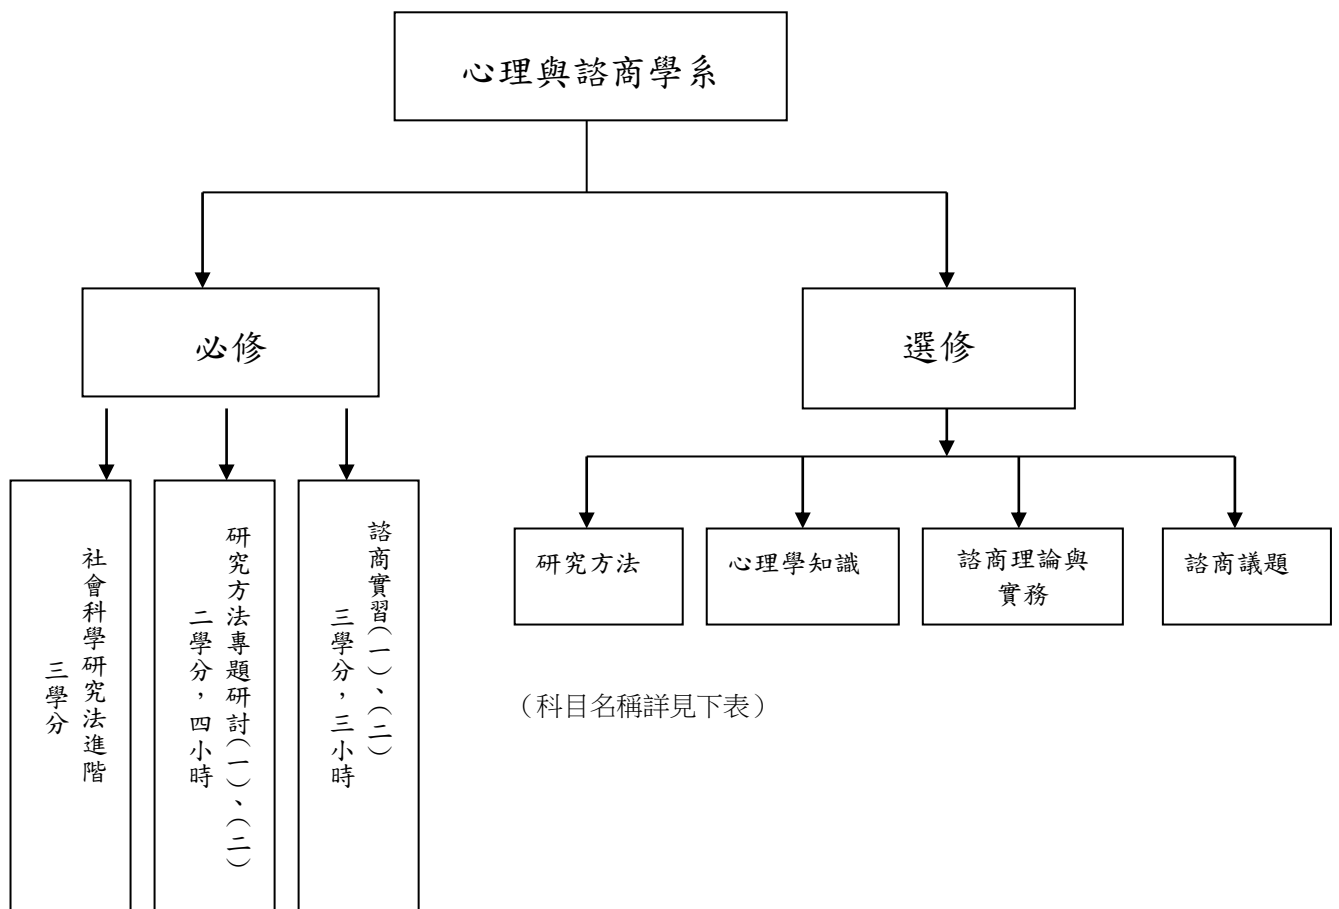 心理與諮商學系
必修
選修
社會科學研究法進階
三學分
研究方法專題研討(一)、(二)
二學分，四小時
諮商實習(一)、(二)
三學分，三小時
研究方法
心理學知識
諮商理論與
實務
諮商議題
（科目名稱詳見下表）